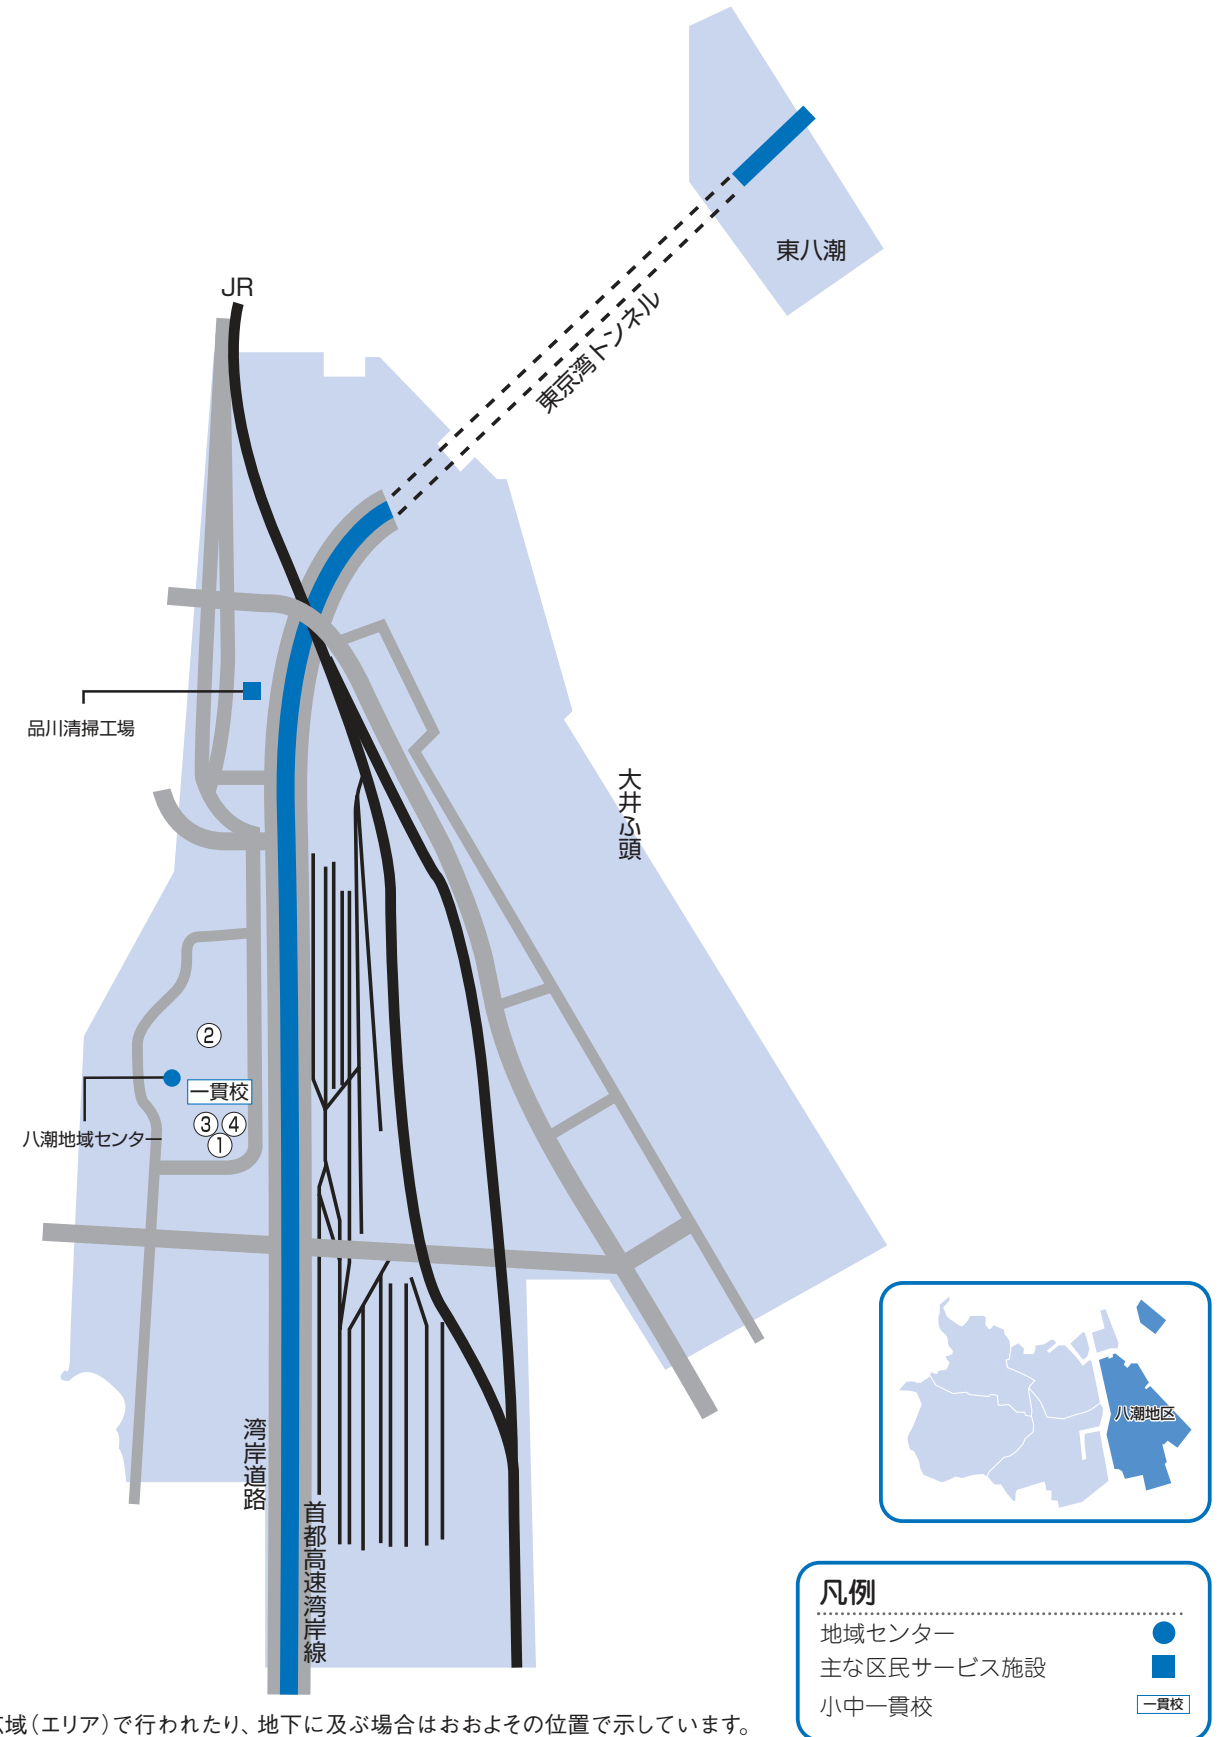 東八潮
JR
東京湾トンネル
品川清掃工場
大井ふ頭
②
一貫校
③ ④
①
八潮地域センター
湾岸道路
首都高速湾岸線
八潮地区
凡例
地域センター
主な区民サービス施設
小中一貫校
一貫校
域（エリア）で行われたり、地下に及ぶ場合はおおよその位置で示しています。